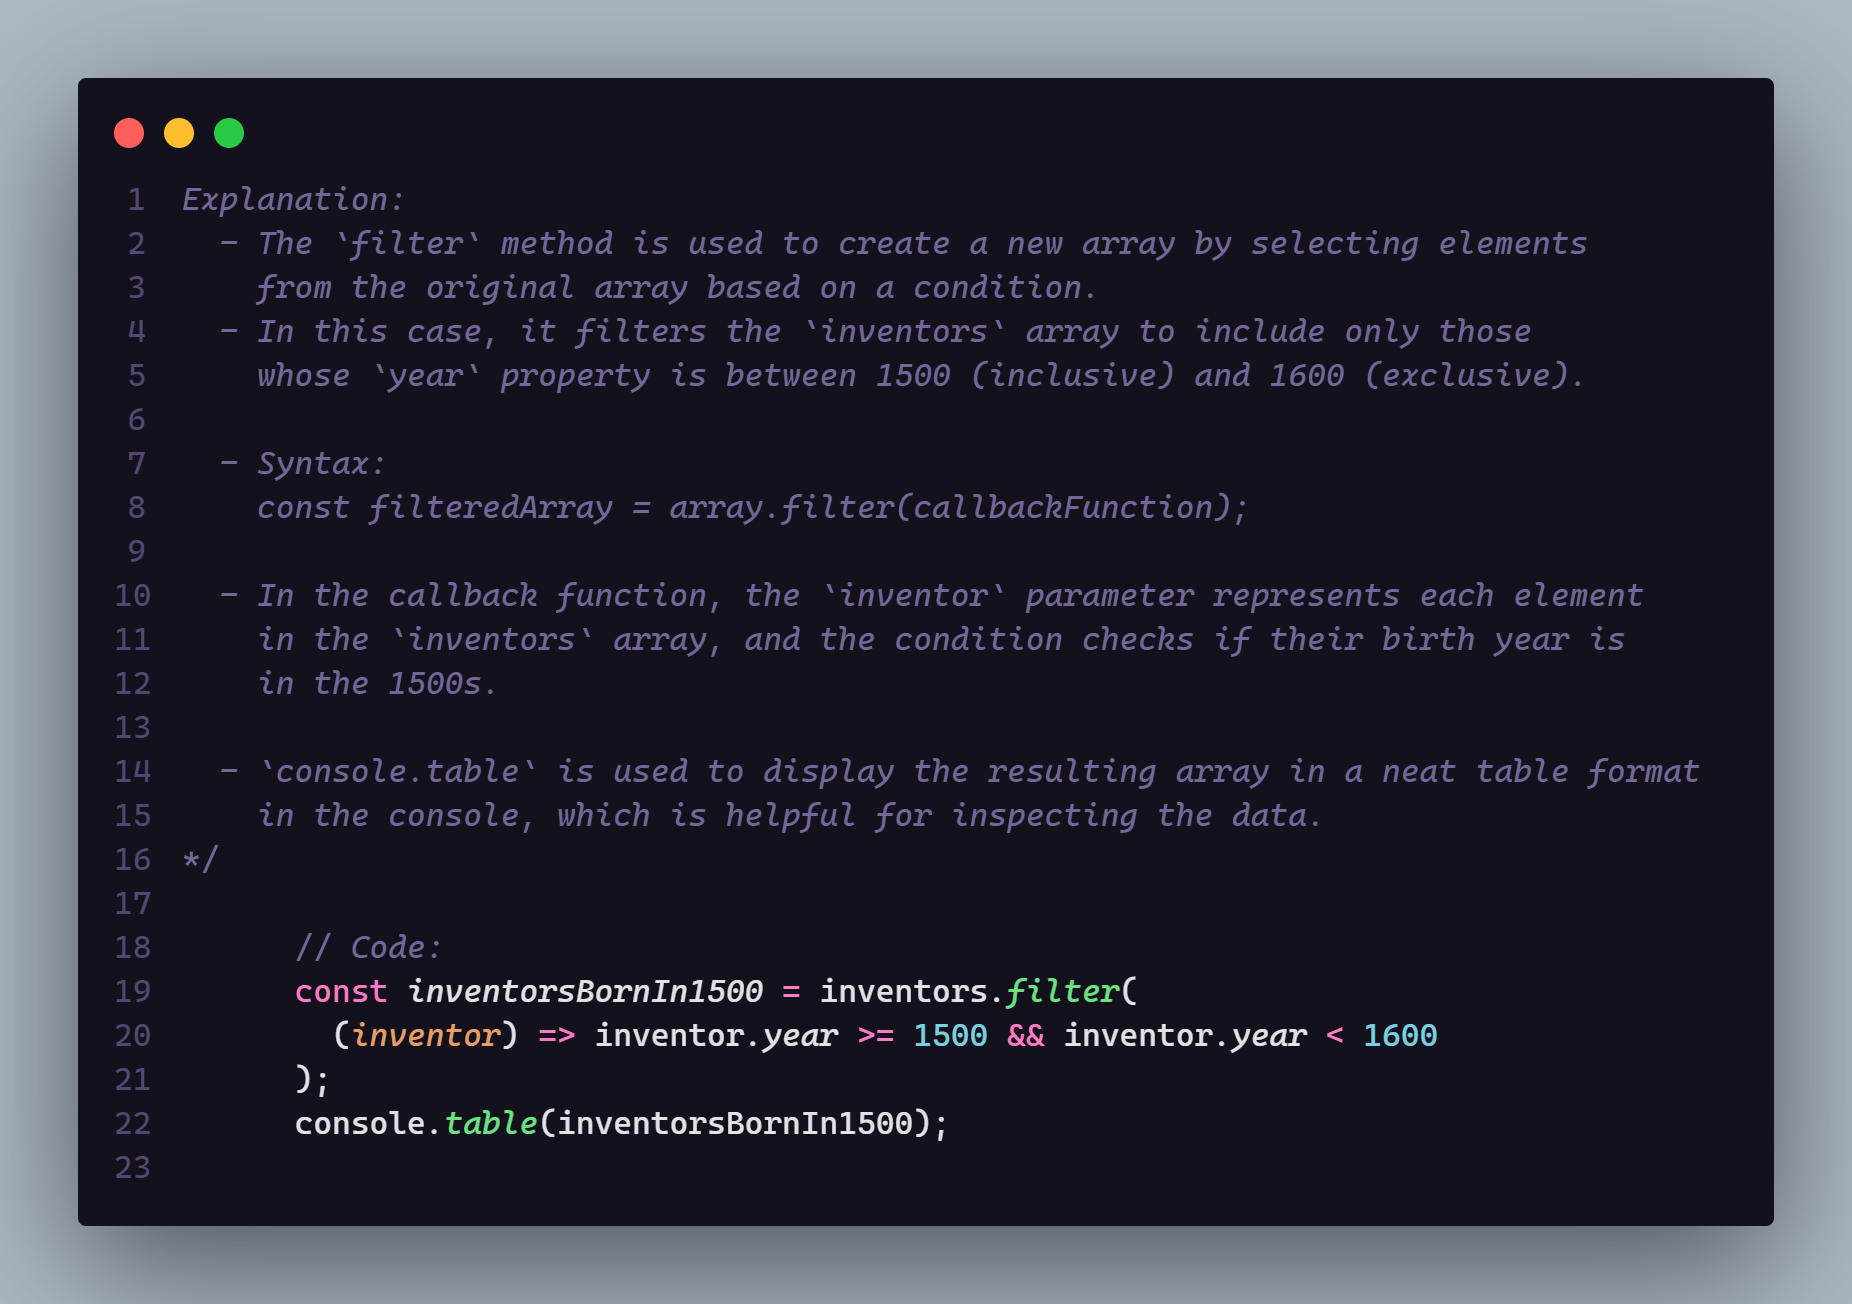 1 Explanation:
2   - The `filter` method is used to create a new array by selecting elements
3     from the original array based on a condition.
4   - In this case, it filters the `inventors` array to include only those
5     whose `year` property is between 1500 (inclusive) and 1600 (exclusive).
6
7   - Syntax:
8     const filteredArray = array.filter(callbackFunction);
9
10   - In the callback function, the `inventor` parameter represents each element
11     in the `inventors` array, and the condition checks if their birth year is
12     in the 1500s.
13
14   - `console.table` is used to display the resulting array in a neat table format
15     in the console, which is helpful for inspecting the data.
16 */
17
18       // Code:
19       const inventorsBornIn1500 = inventors.filter(
20         (inventor) => inventor.year >= 1500 && inventor.year < 1600
21       );
22       console.table(inventorsBornIn1500);
23